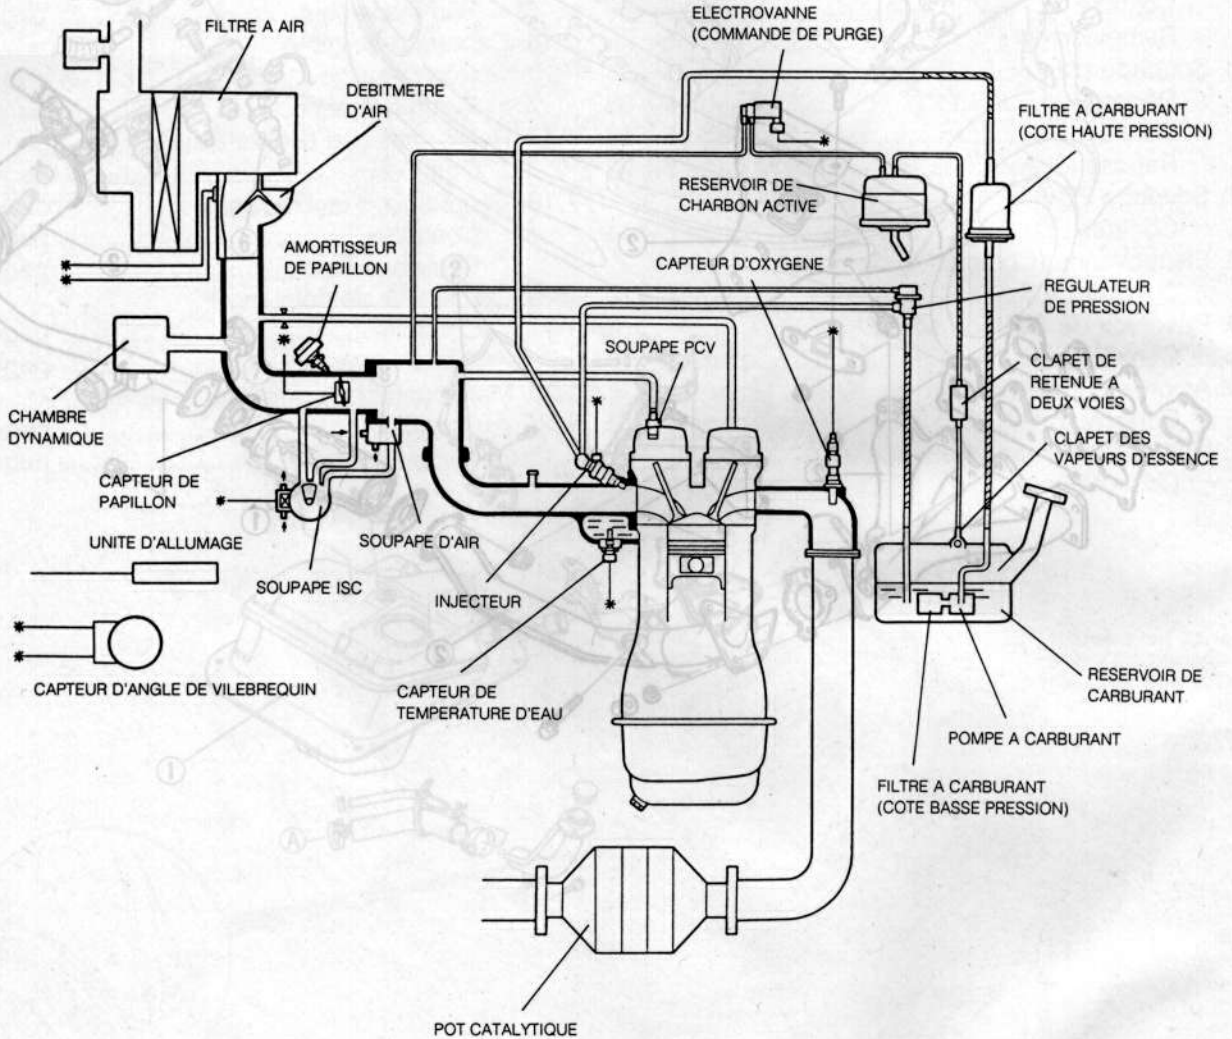 ELECTROVANNE
(COMMANDE DE PURGE)
FILTRE A AIR
DEBITMETRE
D'AIR
FILTRE A CARBURANT
(COTE HAUTE PRESSION)
RESERVOIR DE
CHARBON ACTIVE
AMORTISSEUR
DE PAPILLON
CAPTEUR D'OXYGENE
REGULATEUR
DE PRESSION
SOUPAPE PCV
CLAPET DE
RETENUE A
DEUX VOIES
CHAMBRE
DYNAMIQUE
CLAPET DES
VAPEURS D'ESSENCE
CAPTEUR DE
PAPILLON
UNITE D'ALLUMAGE
SOUPAPE D'AIR
SOUPAPE ISC
INJECTEUR
CAPTEUR D'ANGLE DE VILEBREQUIN
CAPTEUR DE
TEMPERATURE D'EAU
RESERVOIR DE
CARBURANT
POMPE A CARBURANT
FILTRE A CARBURANT
(COTE BASSE PRESSION)
POT CATALYTIQUE